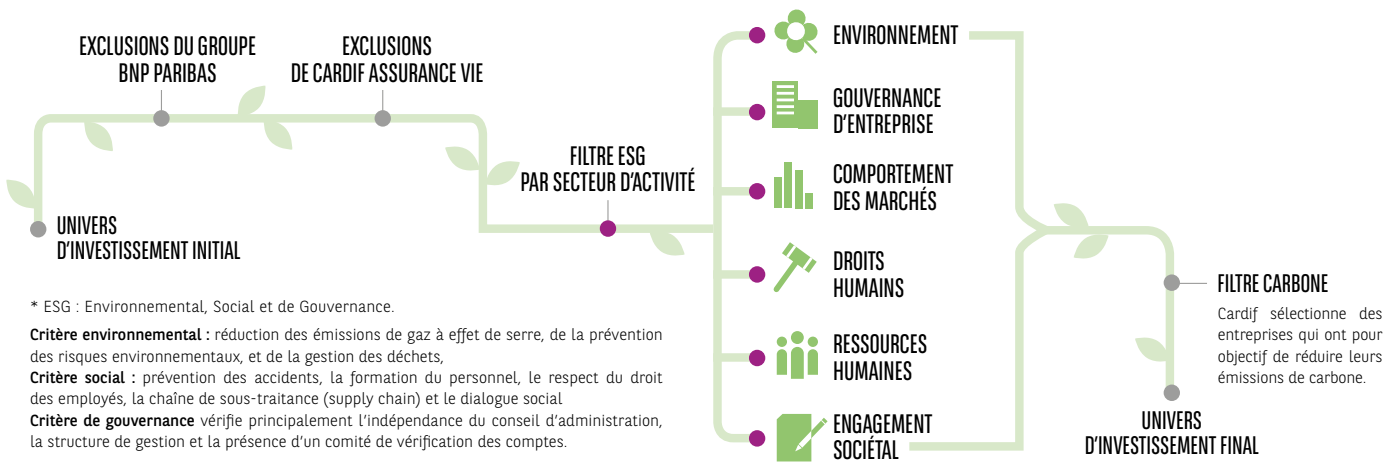 EXCLUSIONS DU GROUPE
BNP PARIBAS
EXCLUSIONS
DE CARDIF ASSURANCE VIE
UNIVERS
D'INVESTISSEMENT INITIAL
FILTRE ESG
PAR SECTEUR D'ACTIVITÉ
ENVIRONNEMENT
GOUVERNANCE
D'ENTREPRISE
COMPORTEMENT
DES MARCHÉS
DROITS
HUMAINS
RESSOURCES
HUMAINES
ENGAGEMENT
SOCIÉTAL
FILTRE CARBONE
Cardif sélectionne des
entreprises qui ont pour
objectif de réduire leurs
émissions de carbone.
UNIVERS
D'INVESTISSEMENT FINAL
* ESG : Environnemental, Social et de Gouvernance.
Critère environnemental : réduction des émissions de gaz à effet de serre, de la prévention
des risques environnementaux, et de la gestion des déchets,
Critère social : prévention des accidents, la formation du personnel, le respect du droit
des employés, la chaîne de sous-traitance (supply chain) et le dialogue social
Critère de gouvernance vérifie principalement l'indépendance du conseil d'administration,
la structure de gestion et la présence d'un comité de vérification des comptes.